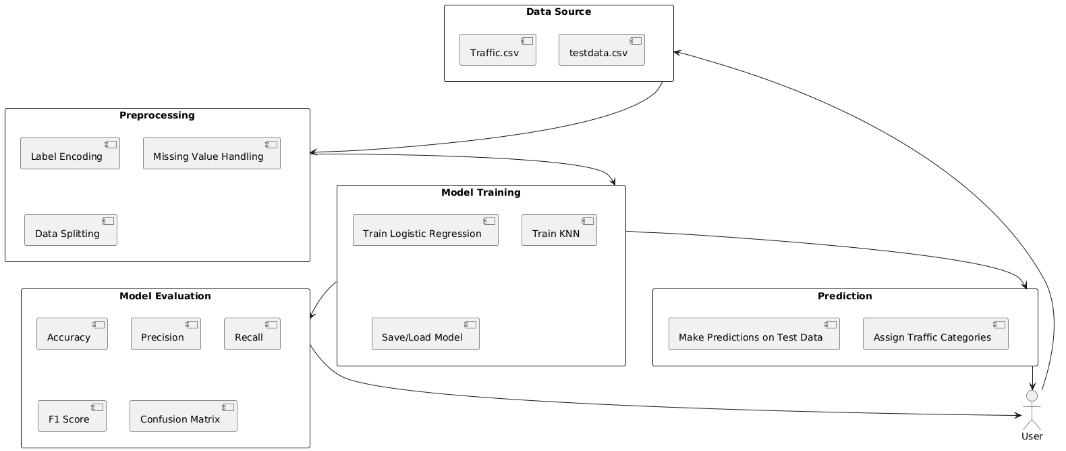 Data Source
Traffic.csv
testdata.csv
Preprocessing
Label Encoding
Missing Value Handling
Data Splitting
Model Training
Train Logistic Regression
Train KNN
Save/Load Model
Model Evaluation
Accuracy
Precision
Recall
F1 Score
Confusion Matrix
Prediction
Make Predictions on Test Data
Assign Traffic Categories
User